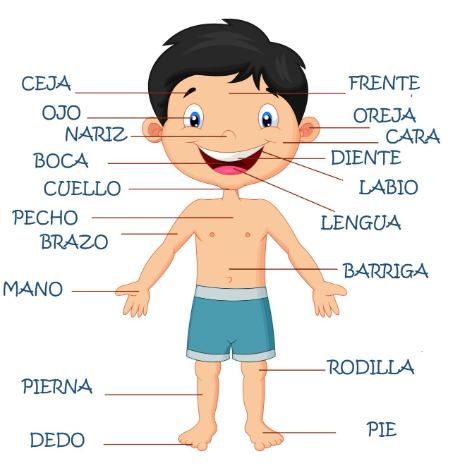 CEJA
FRENTE
OJO
OREJA
NARIZ
CARA
BOCA
DIENTE
CUELLO
LABIO
PECHO
LENGUA
BRAZO
BARRIGA
MANO
RODILLA
PIERNA
PIE
DEDO